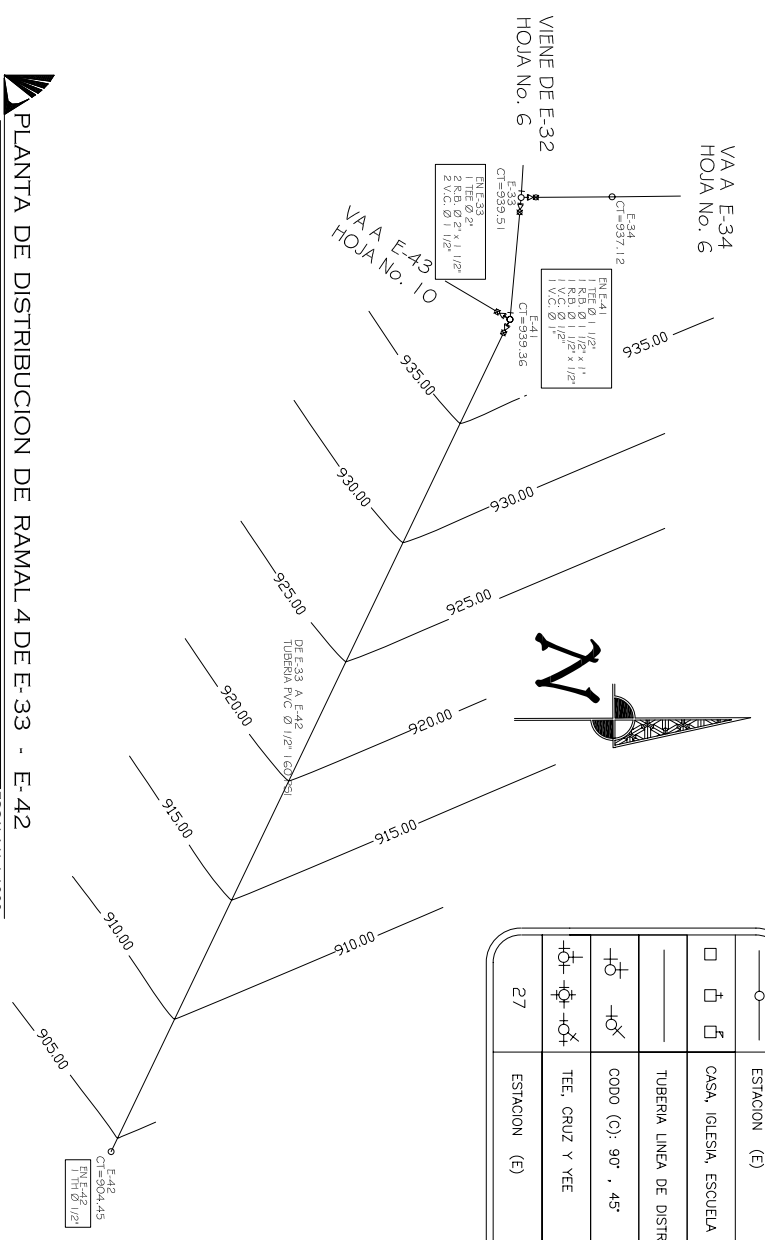 VIENE DE E-32
HOJA No. 6
VA A E-34
HOJA No. 6
E-34
CT=937.12
E-33
CT=939.51
EN E-33
1 TEE Ø 2"
2 R.B. Ø 2" x 1 1/2"
2 V.C. Ø 1 1/2"
VA A E-43
HOJA No. 10
EN E-41
1 TEE Ø 1 1/2"
1 R.B. Ø 1 1/2" x 1"
1 R.B. Ø 1 1/2" x 1/2"
1 V.C. Ø 1/2"
1 V.C. Ø 1"
E-41
CT=939.36
935.00
935.00
930.00
930.00
925.00
925.00
920.00
920.00
915.00
915.00
910.00
910.00
905.00
DE E-33 A E-42
TUBERIA PVC Ø 1/2" 160 PSI
N
E-42
CT=904.45
EN E-42
1 TH Ø 1/2"
ESTACION (E)
CASA, IGLESIA, ESCUELA
TUBERIA LINEA DE DISTR
CODO (C): 90° , 45°
TEE, CRUZ Y YEE
27
ESTACION (E)
PLANTA DE DISTRIBUCION DE RAMAL 4 DE E-33 - E-42